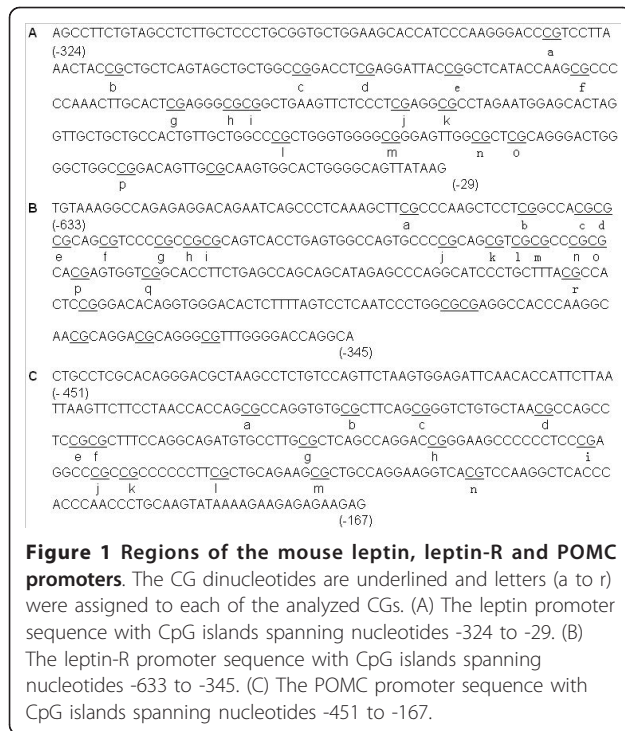 A AGCCTTCTGTAGCCTCTTGCTCCCTGCGGTGCTGGAAGCACCATCCCAAGGGACCCGTCCTTA
(-324) a
AACTACCGCTGCTCAGTAGCTGCTGGCCGGACCTCGAGGATTACCGGCTCATACCAAGCGCCC
b c d e f
CCAAACTTGCACTCGAGGGCGCGGCTGAAGTTCTCCCTCGAGGCGCCTAGAATGGAGCACTAG
g h i j k
GTTGCTGCTGCCACTGTTGCTGGCCCGCTGGGTGGGGCGGGAGTTGGCGCTCGCAGGGACTGG
l m n o
GGCTGGCCGGACAGTTGCGCAAGTGGCACTGGGGCAGTTATAAG
p (-29)
B TGTAAAGGCCAGAGAGGACAGAATCAGCCCTCAAAGCTTCGCCCAAGCTCCTCGGCCACGCG
(-633) a b c d
CGCAGCGTCCCCGCCGCGCAGTCACCTGAGTGGCCAGTGCCCCGCAGCGTCGCGCCCGCG
e f g h i j k l m n o
CACGAGTGGTCGGCACCTTCTGAGCCAGCAGCATAGAGCCCAGGCATCCCTGCTTTACGCCA
p q r
CTCCGGGACACAGGTGGGACACTCTTTTAGTCCTCAATCCCTGGCGCGAGGCCACCCAAGGC
AACGCAGGACGCAGGGCGTTTGGGGACCAGGCA
(-345)
C CTGCCTCGCACAGGGACGCTAAGCCTCTGTCCAGTTCTAAGTGGAGATTCAACACCATTCTTAA
(- 451)
TTAAGTTCTTCCTAACCACCAGCGCCAGGTGTGCGCTTCAGCGGGTCTGTGCTAACGCCAGCC
a b c d
TCCGCGCTTTCCAGGCAGATGTGCCTTGCGCTCAGCCAGGACCGGGAAGCCCCCCTCCCGA
e f g h i
GGCCCGCCGCCCCCCTTCGCTGCAGAAGCGCTGCCAGGAAGGTCACGTCCAAGGCTCACCC
j k l m n
ACCCAACCCTGCAAGTATAAAAGAAGAGAGAAGAG
(-167)
Figure 1 Regions of the mouse leptin, leptin-R and POMC
promoters. The CG dinucleotides are underlined and letters (a to r)
were assigned to each of the analyzed CGs. (A) The leptin promoter
sequence with CpG islands spanning nucleotides -324 to -29. (B)
The leptin-R promoter sequence with CpG islands spanning
nucleotides -633 to -345. (C) The POMC promoter sequence with
CpG islands spanning nucleotides -451 to -167.